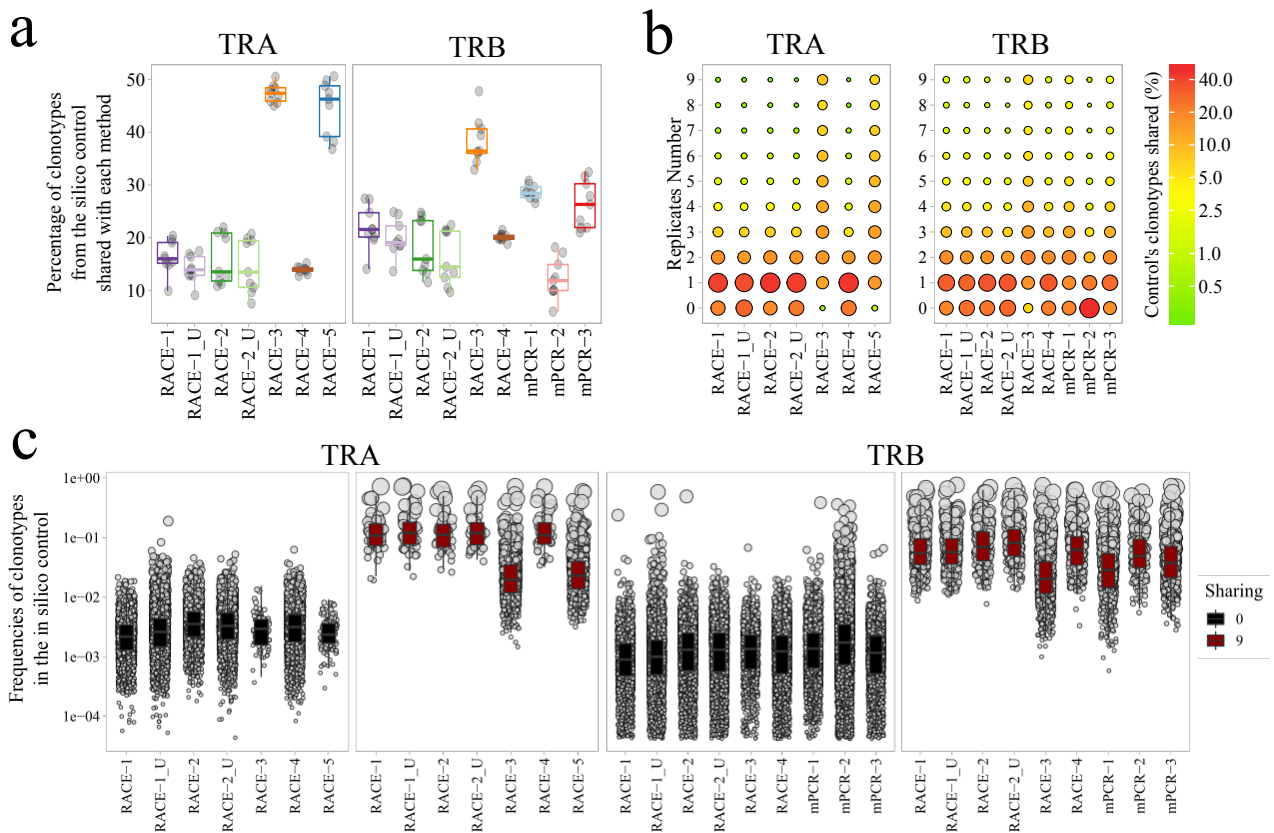 a
TRA
TRB
Percentage of clonotypes
from the silico control
shared with each method
50
40
30
20
10
RACE−1
RACE−1_U
RACE−2
RACE−2_U
RACE−3
RACE−4
RACE−5
RACE−1
RACE−1_U
RACE−2
RACE−2_U
RACE−3
RACE−4
mPCR−1
mPCR−2
mPCR−3
b
TRA
TRB
Replicates Number
9
8
7
6
5
4
3
2
1
0
9
8
7
6
5
4
3
2
1
0
RACE−1
RACE−1_U
RACE−2
RACE−2_U
RACE−3
RACE−4
RACE−5
RACE−1
RACE−1_U
RACE−2
RACE−2_U
RACE−3
RACE−4
mPCR−1
mPCR−2
mPCR−3
Control's clonotypes shared (%)
40.0
20.0
10.0
5.0
2.5
1.0
0.5
c
TRA
TRB
Frequencies of clonotypes
in the in silico control
1e+00
1e−01
1e−02
1e−03
1e−04
RACE−1
RACE−1_U
RACE−2
RACE−2_U
RACE−3
RACE−4
RACE−5
RACE−1
RACE−1_U
RACE−2
RACE−2_U
RACE−3
RACE−4
RACE−5
RACE−1
RACE−1_U
RACE−2
RACE−2_U
RACE−3
RACE−4
mPCR−1
mPCR−2
mPCR−3
RACE−1
RACE−1_U
RACE−2
RACE−2_U
RACE−3
RACE−4
mPCR−1
mPCR−2
mPCR−3
Sharing
0
9